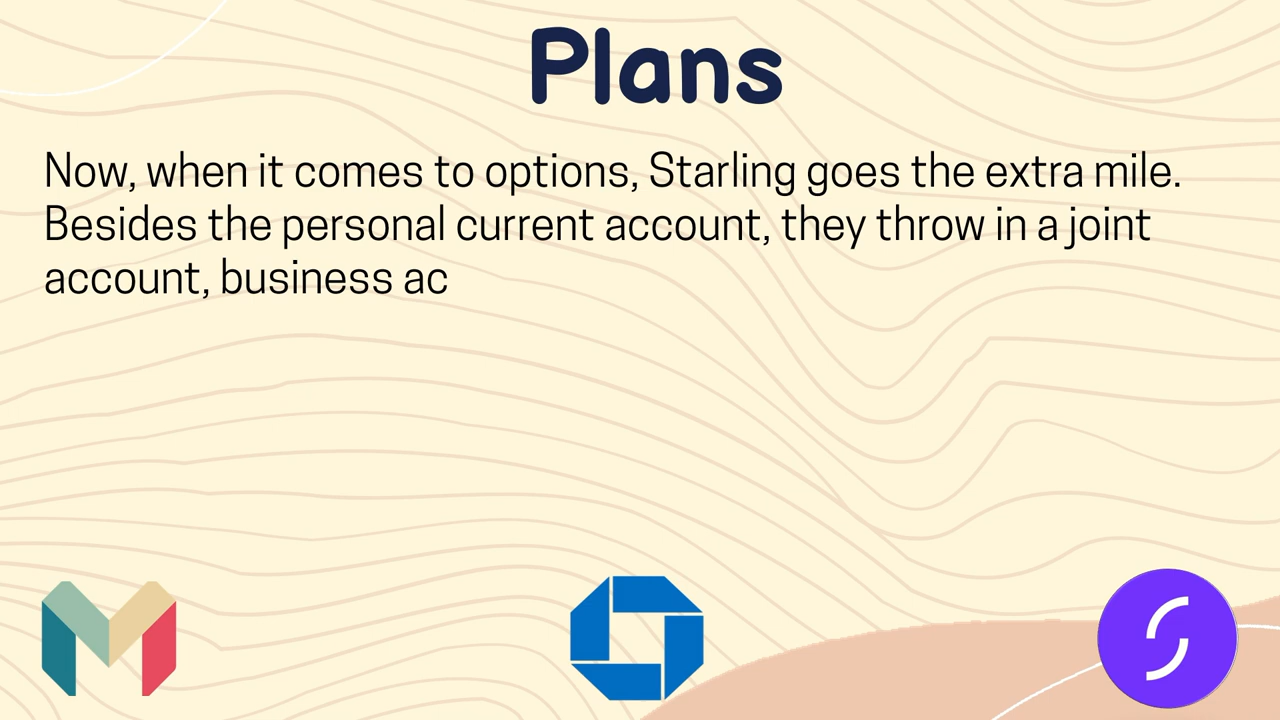 Plans
Now, when it comes to options, Starling goes the extra mile.
Besides the personal current account, they throw in a joint
account, business ac